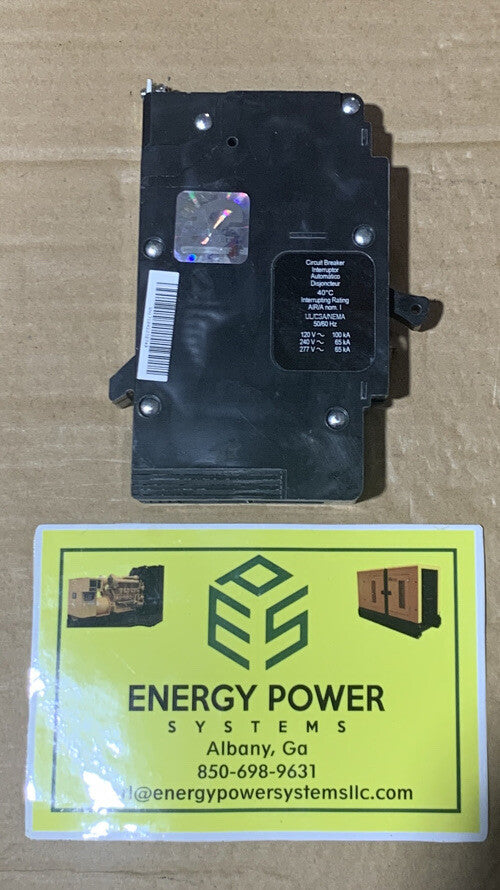 Circuit Breaker
Interruptor
Automático
Disjoncteur
40°C
Interrupting Rating
AIR/A nom. I
UL/CSA/NEMA
50/60 Hz
120 V ~ 100 kA
240 V ~ 65 kA
277 V ~ 65 kA
PES
ENERGY POWER
SYSTEMS
Albany, Ga
850-698-9631
l@energypowersystemsllc.com